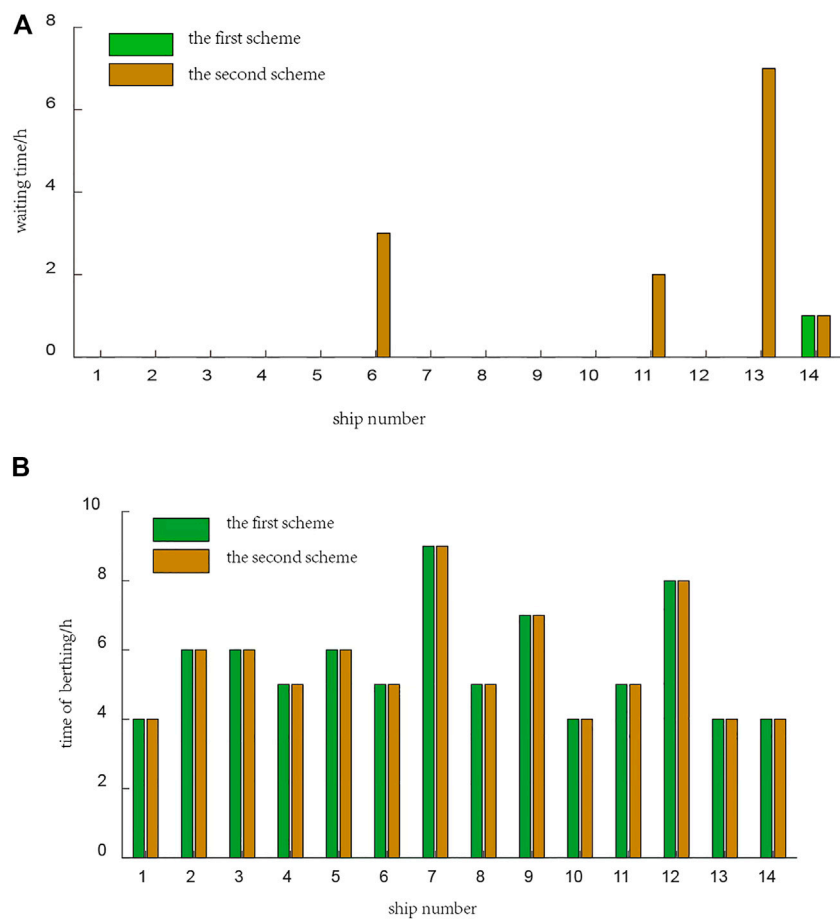 A
8
the first scheme
the second scheme
6
waiting time/h
4
2
0
1 2 3 4 5 6 7 8 9 10 11 12 13 14
ship number
B
10
the first scheme
the second scheme
8
6
time of berthing/h
4
2
0
1 2 3 4 5 6 7 8 9 10 11 12 13 14
ship number